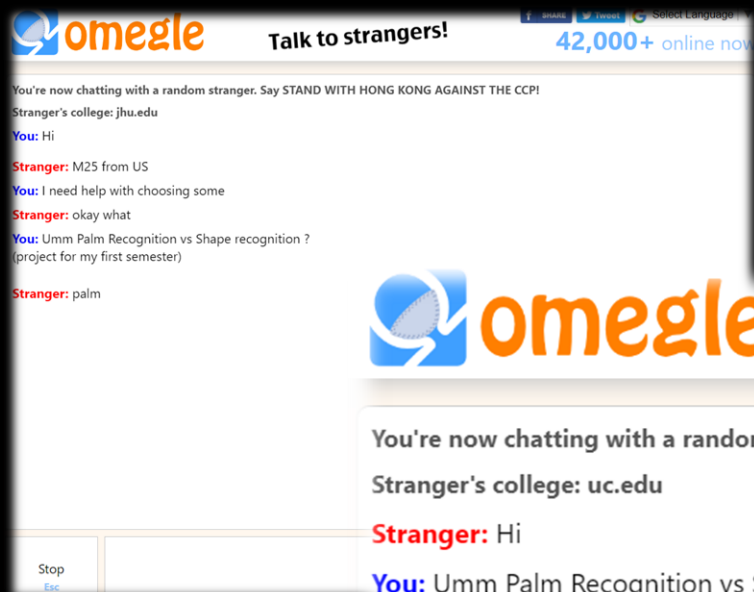 omegle
Talk to strangers!
SHARE
Tweet
Select Language
42,000+ online now
You're now chatting with a random stranger. Say STAND WITH HONG KONG AGAINST THE CCP!
Stranger's college: jhu.edu
You: Hi
Stranger: M25 from US
You: I need help with choosing some
Stranger: okay what
You: Umm Palm Recognition vs Shape recognition ?
(project for my first semester)
Stranger: palm
Stop
Esc
omegle
You're now chatting with a random
Stranger's college: uc.edu
Stranger: Hi
You: Umm Palm Recognition vs